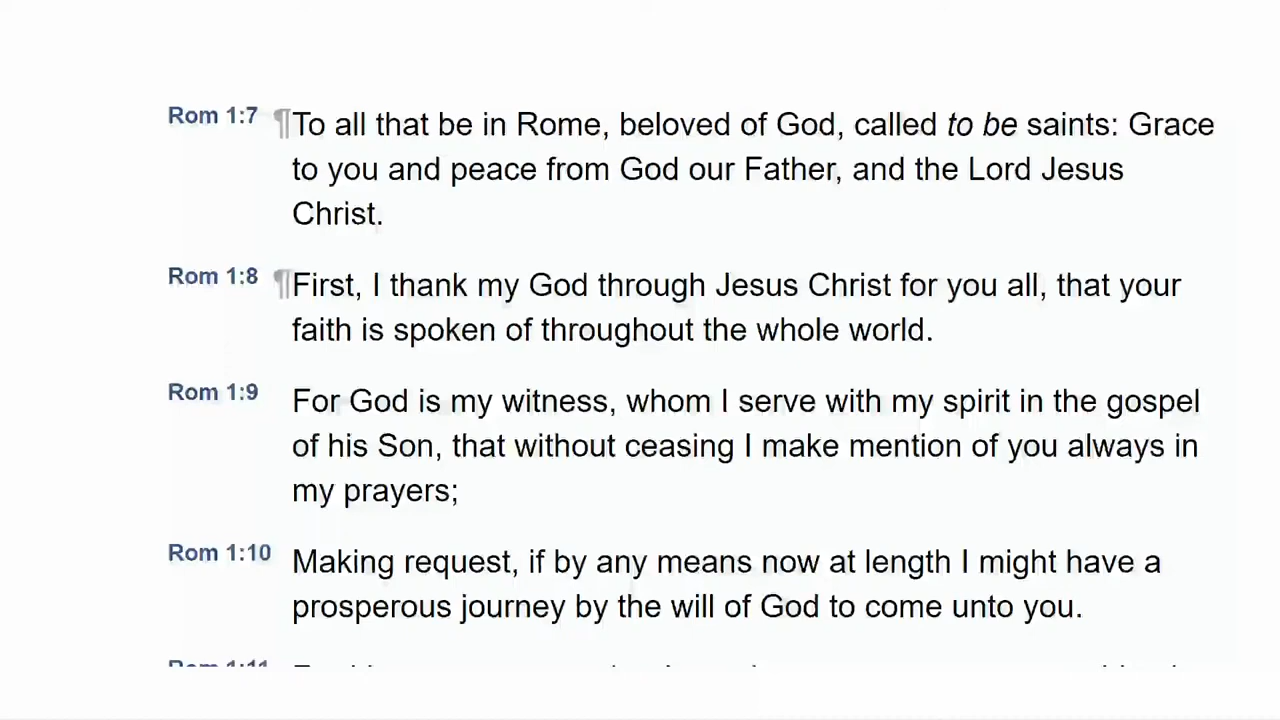 Rom 1:7 ¶To all that be in Rome, beloved of God, called to be saints: Grace
to you and peace from God our Father, and the Lord Jesus
Christ.
Rom 1:8 ¶First, I thank my God through Jesus Christ for you all, that your
faith is spoken of throughout the whole world.
Rom 1:9 For God is my witness, whom I serve with my spirit in the gospel
of his Son, that without ceasing I make mention of you always in
my prayers;
Rom 1:10 Making request, if by any means now at length I might have a
prosperous journey by the will of God to come unto you.
Rom 1:11